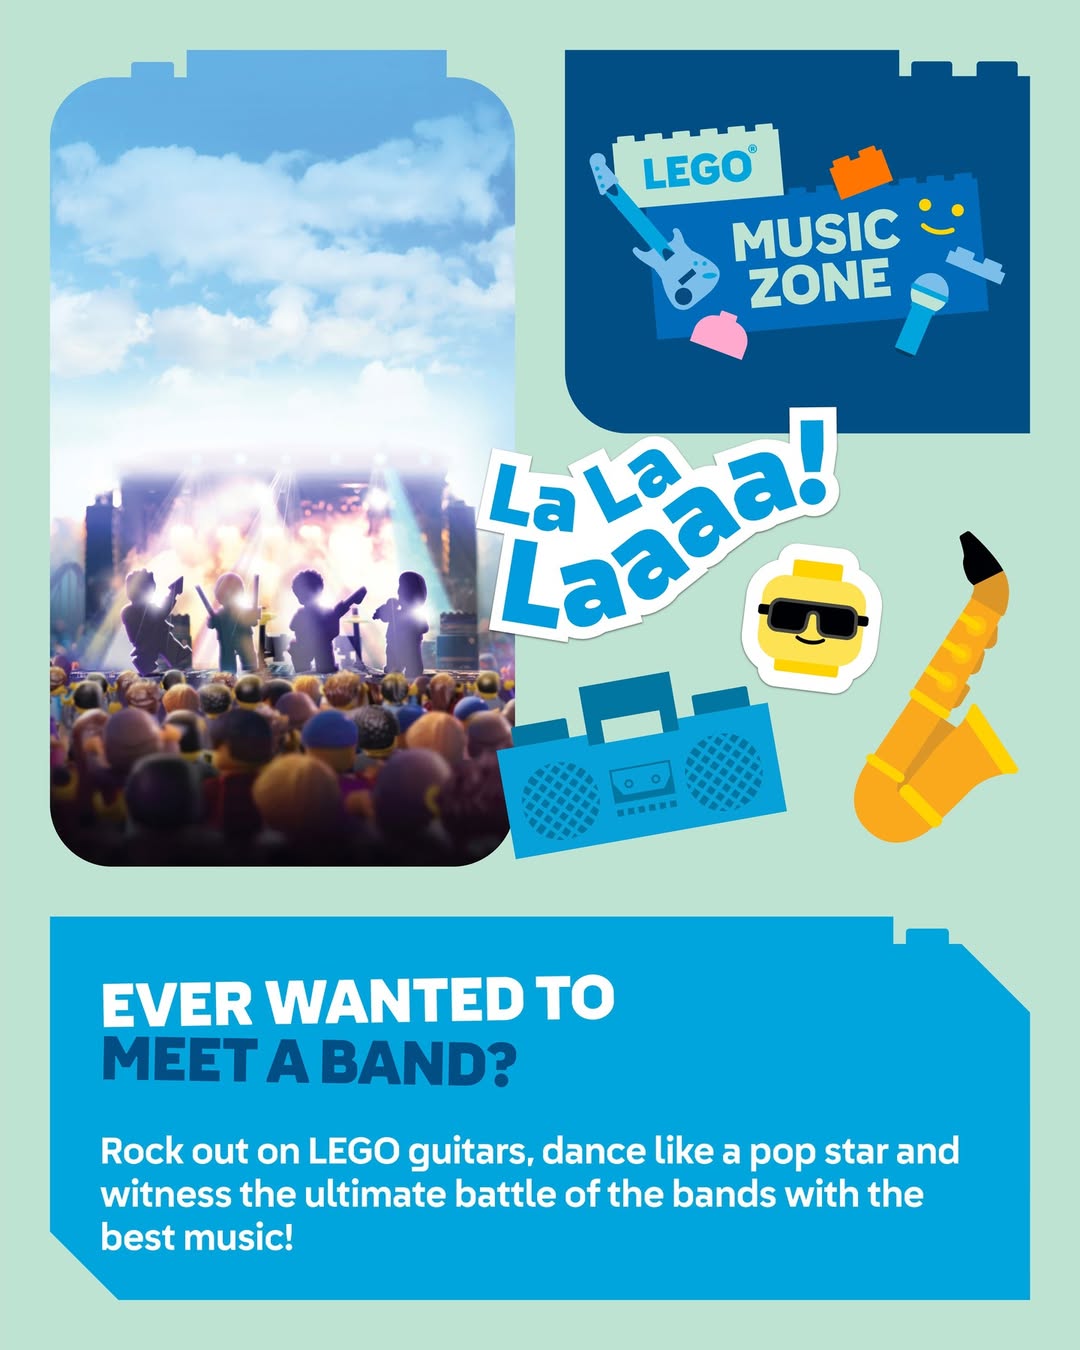 LEGO®
MUSIC
ZONE
La La
Laaaa!
EVER WANTED TO
MEET A BAND?
Rock out on LEGO guitars, dance like a pop star and
witness the ultimate battle of the bands with the
best music!